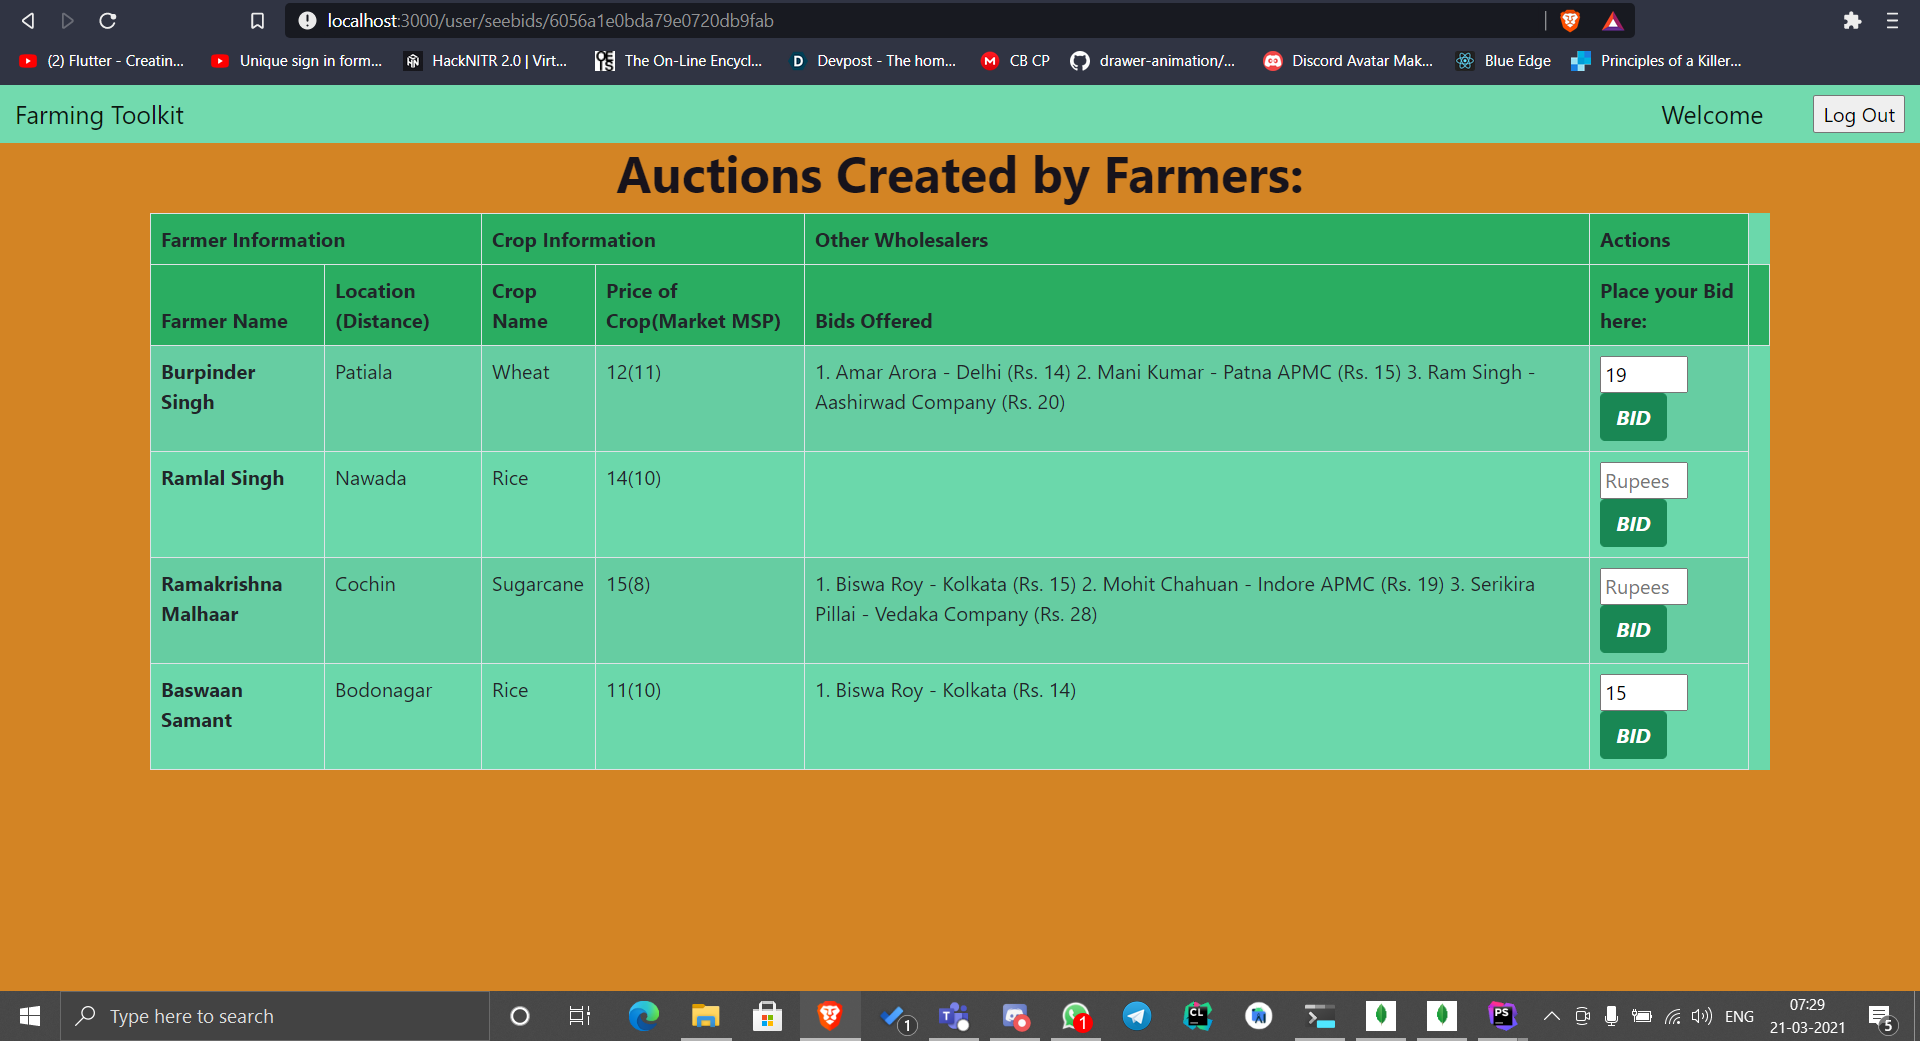 localhost:3000/user/seebids/6056a1e0bda79e0720db9fab
(2) Flutter - Creatin... Unique sign in form... HackNITR 2.0 | Virt... The On-Line Encycl... Devpost - The hom... CB CP drawer-animation/... Discord Avatar Mak... Blue Edge Principles of a Killer...
Farming Toolkit Welcome Log Out
Auctions Created by Farmers:
Farmer Information Crop Information Other Wholesalers Actions
Farmer Name
Location
(Distance)
Crop
Name
Price of
Crop(Market MSP)
Bids Offered
Place your Bid
here:
Burpinder
Singh
Patiala
Wheat
12(11)
1. Amar Arora - Delhi (Rs. 14) 2. Mani Kumar - Patna APMC (Rs. 15) 3. Ram Singh -
Aashirwad Company (Rs. 20)
19
BID
Ramlal Singh
Nawada
Rice
14(10)
Rupees
BID
Ramakrishna
Malhaar
Cochin
Sugarcane
15(8)
1. Biswa Roy - Kolkata (Rs. 15) 2. Mohit Chahuan - Indore APMC (Rs. 19) 3. Serikira
Pillai - Vedaka Company (Rs. 28)
Rupees
BID
Baswaan
Samant
Bodonagar
Rice
11(10)
1. Biswa Roy - Kolkata (Rs. 14)
15
BID
Type here to search
1
1
CL
PS
ENG
07:29
21-03-2021
5